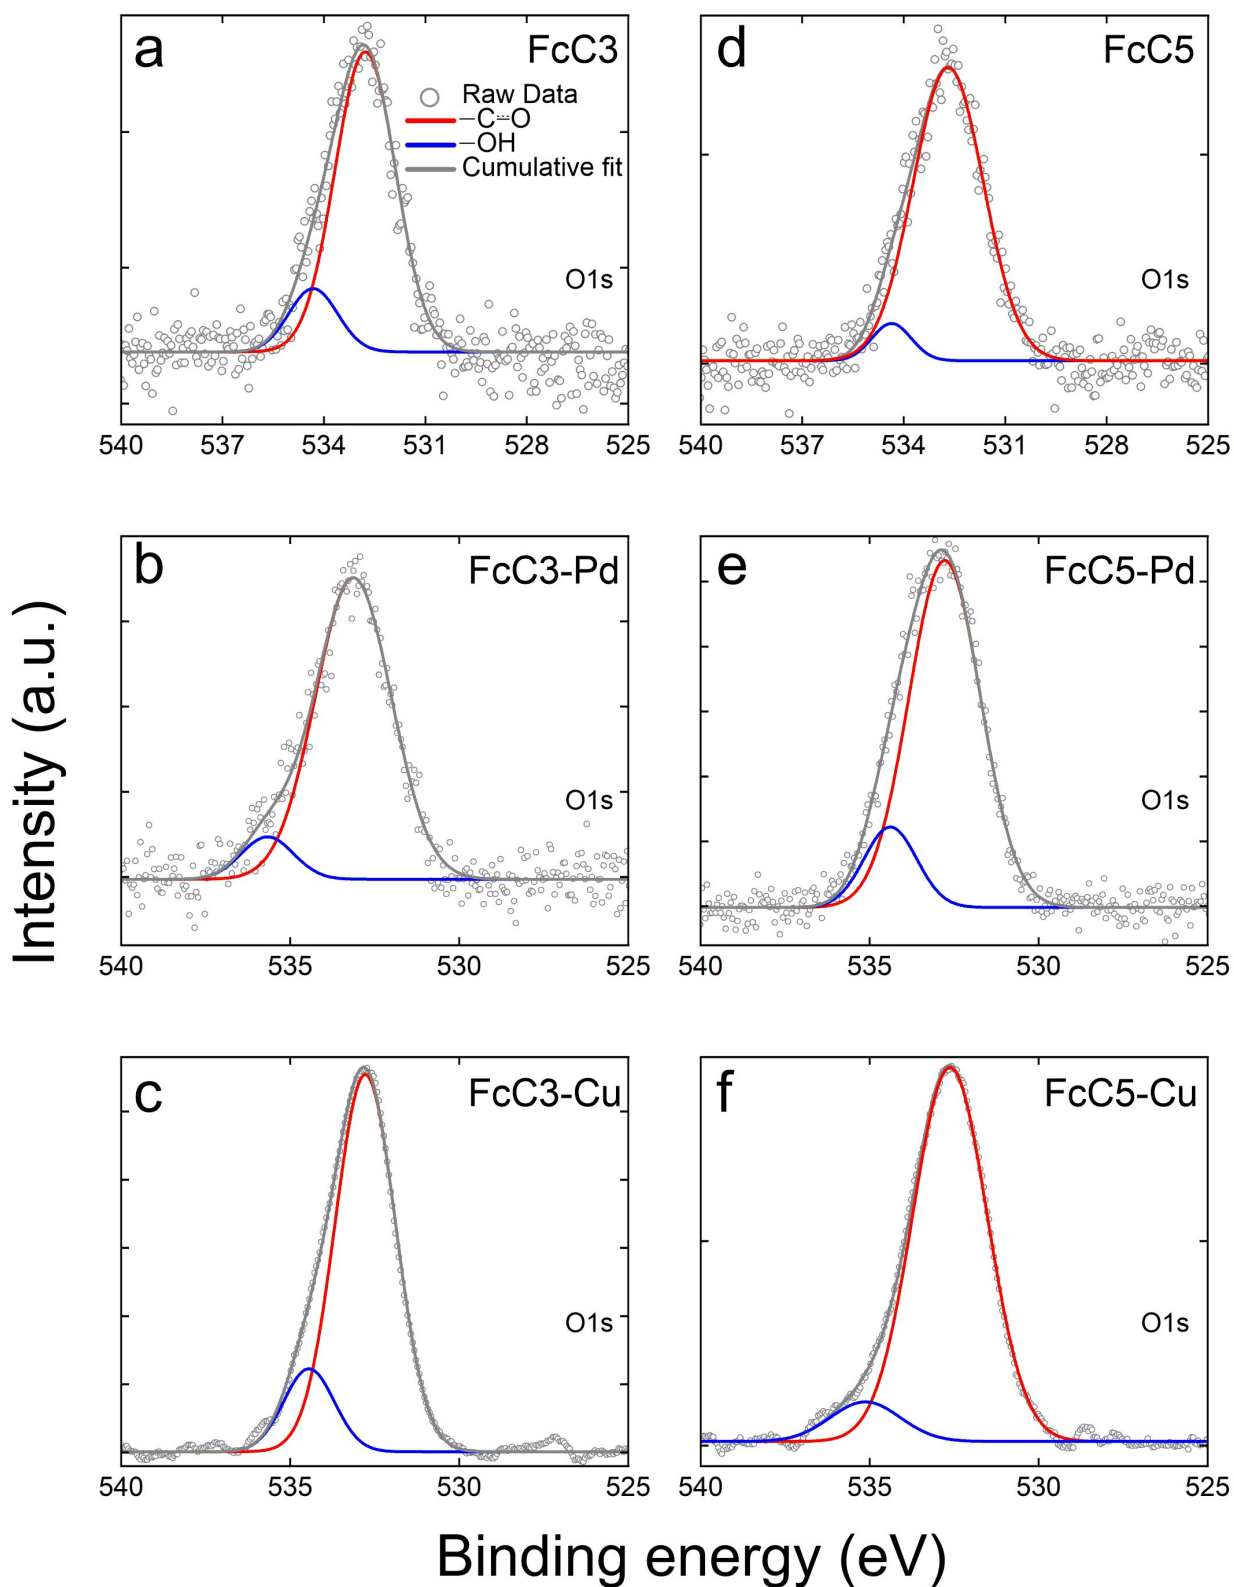 a
FcC3
Raw Data
–C⚌O
–OH
Cumulative fit
O1s
540 537 534 531 528 525
d
FcC5
O1s
540 537 534 531 528 525
b
FcC3-Pd
O1s
540 535 530 525
e
FcC5-Pd
O1s
540 535 530 525
c
FcC3-Cu
O1s
540 535 530 525
f
FcC5-Cu
O1s
540 535 530 525
Intensity (a.u.)
Binding energy (eV)